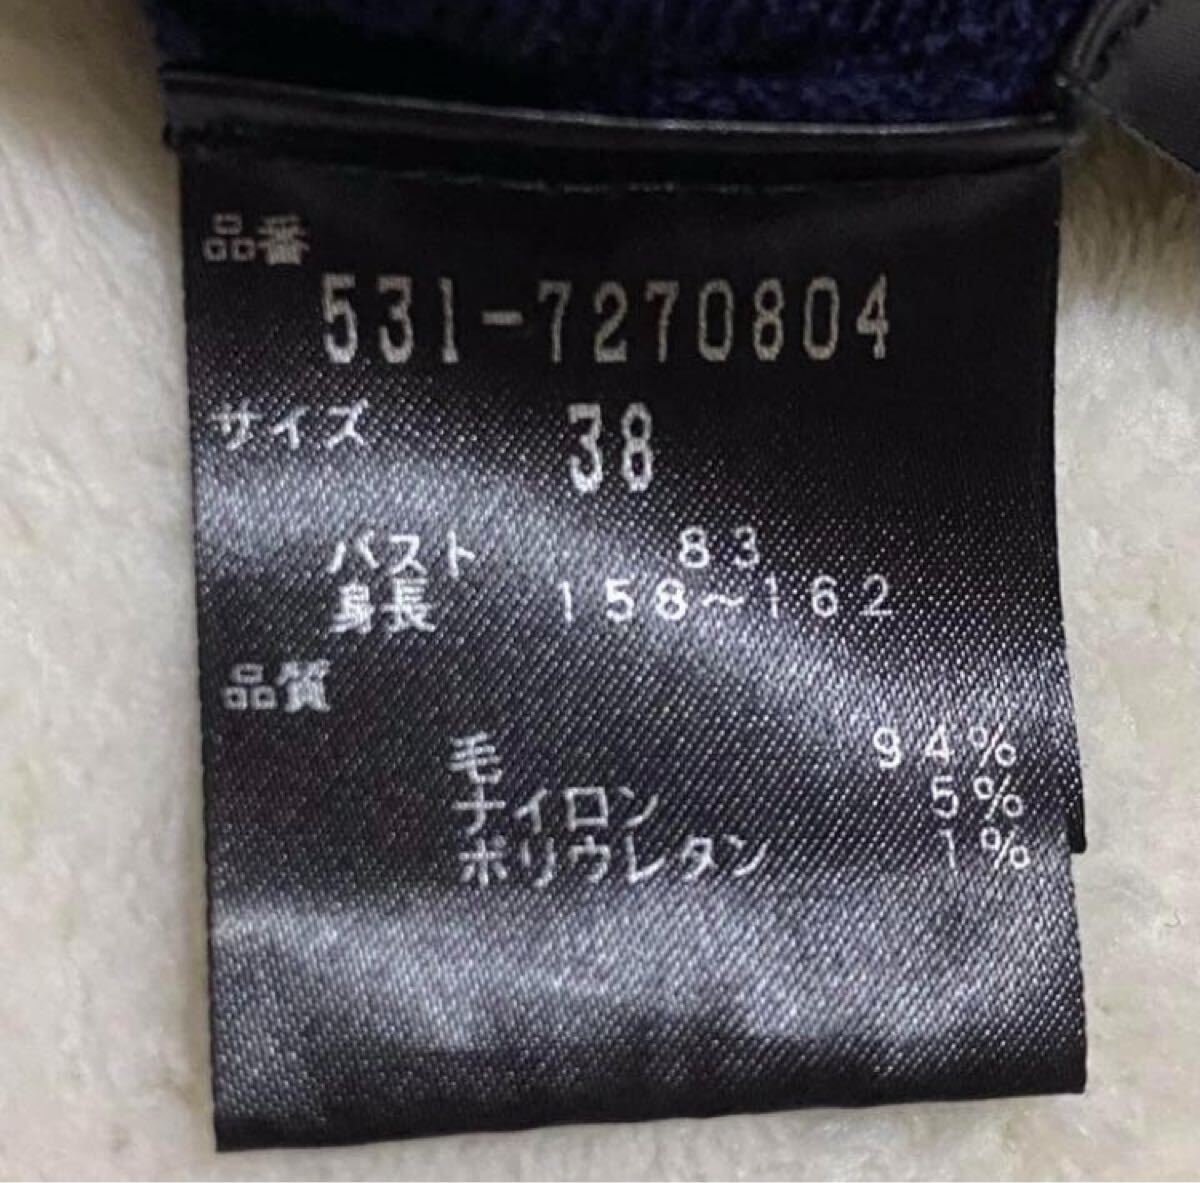 品番
531-7270804
サイズ 38
バスト 83
身長 158~162
品質
毛 94%
ナイロン 5%
ポリウレタン 1%